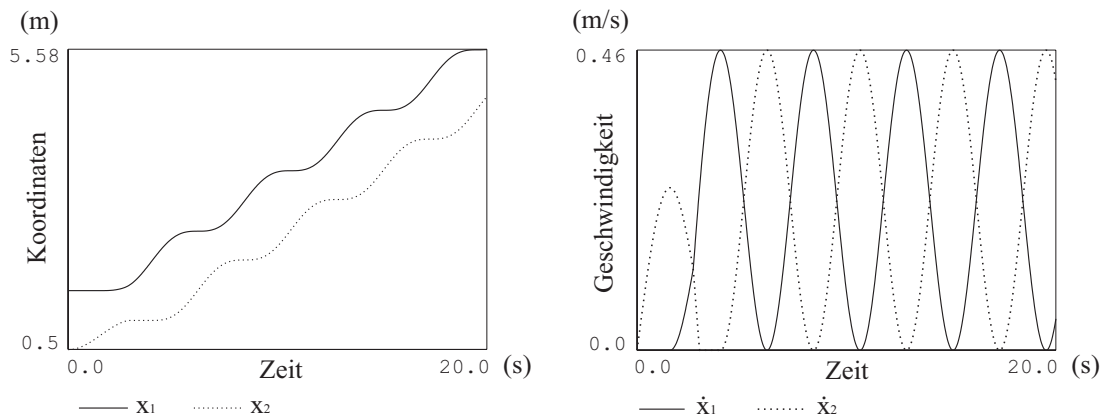 (m)
5.58
Koordinaten
0.5
0.0
Zeit
20.0
(s)
x₁
x₂
(m/s)
0.46
Geschwindigkeit
0.0
0.0
Zeit
20.0
(s)
ẋ₁
ẋ₂